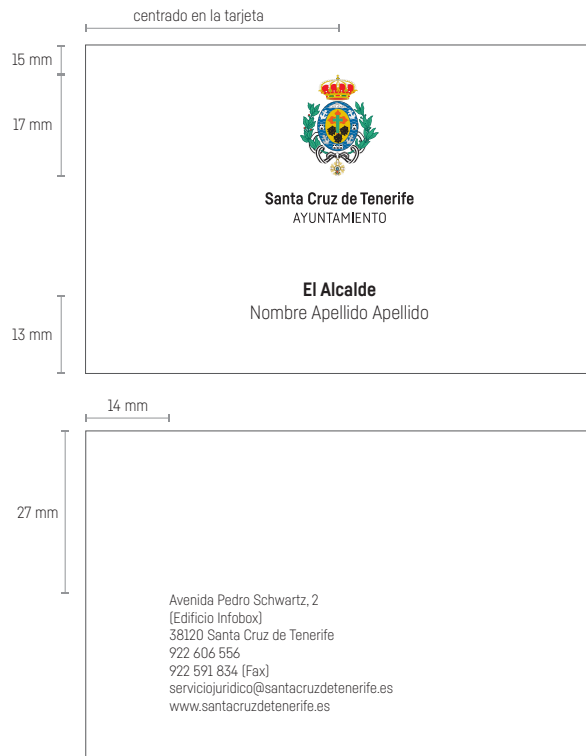 centrado en la tarjeta
15 mm
17 mm
Santa Cruz de Tenerife
AYUNTAMIENTO
El Alcalde
Nombre Apellido Apellido
13 mm
14 mm
27 mm
Avenida Pedro Schwartz, 2
(Edificio Infobox)
38120 Santa Cruz de Tenerife
922 606 556
922 591 834 (Fax)
serviciojuridico@santacruzdetenerife.es
www.santacruzdetenerife.es